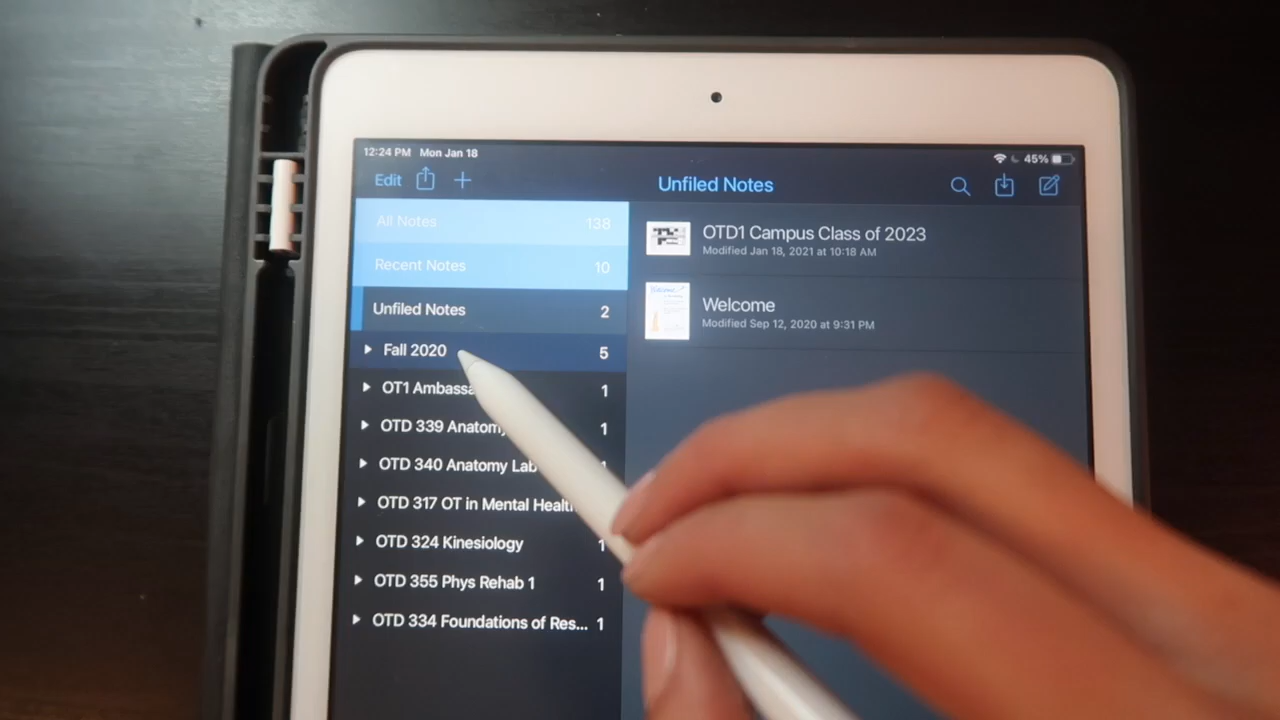 12:24 PM Mon Jan 18
45%
Edit
Unfiled Notes
All Notes 138
Recent Notes 10
Unfiled Notes 2
Fall 2020 5
OT1
OTD 339 1
OTD 340 Anatomy Lab
OTD 317 OT in Mental
OTD 324 Kinesiology 1
OTD 355 Phys Rehab 1 1
OTD 334 Foundations of Res... 1
OTD1 Campus Class of 2023
Modified Jan 18, 2021 at 10:18 AM
Welcome
Modified Sep 12, 2020 at 9:31 PM